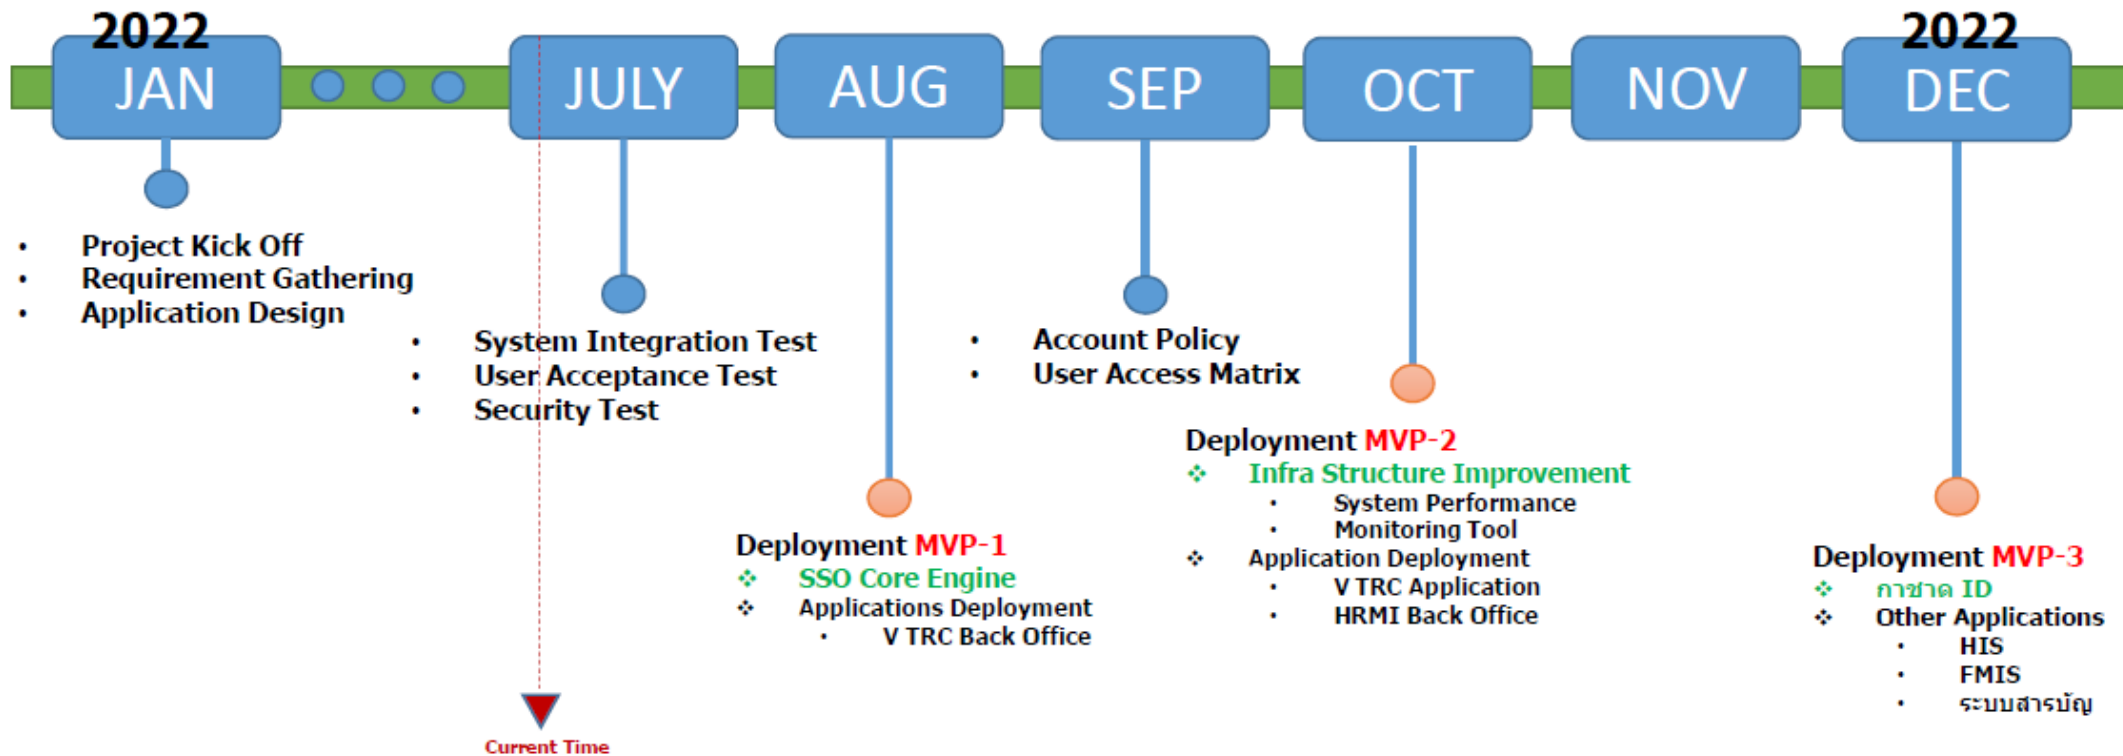 2022
2022
JAN
JULY
AUG
SEP
OCT
NOV
DEC
• Project Kick Off
• Requirement Gathering
• Application Design
• System Integration Test
• User Acceptance Test
• Security Test
• Account Policy
• User Access Matrix
Deployment MVP-1
❖ SSO Core Engine
❖ Applications Deployment
• V TRC Back Office
Deployment MVP-2
❖ Infra Structure Improvement
• System Performance
• Monitoring Tool
❖ Application Deployment
• V TRC Application
• HRMI Back Office
Deployment MVP-3
❖ กาชาด ID
❖ Other Applications
• HIS
• FMIS
• ระบบสารบัญ
Current Time